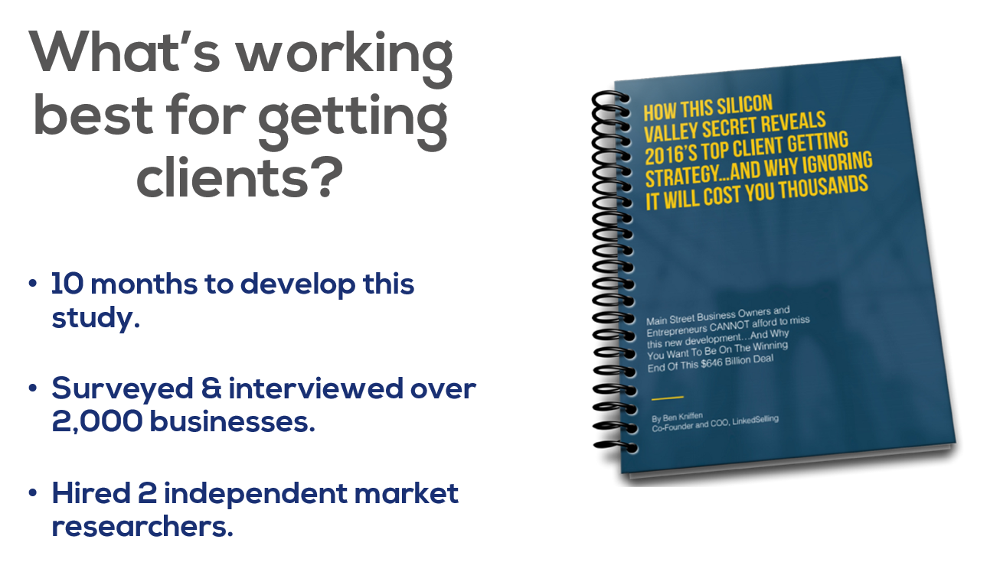 What's working
best for getting
clients?
• 10 months to develop this
study.
• Surveyed & interviewed over
2,000 businesses.
• Hired 2 independent market
researchers.
HOW THIS SILICON
VALLEY SECRET REVEALS
2016'S TOP CLIENT GETTING
STRATEGY...AND WHY IGNORING
IT WILL COST YOU THOUSANDS
Main Street Business Owners and
Entrepreneurs CANNOT afford to miss
this new development...And Why
You Want To Be On The Winning
End Of This $646 Billion Deal
By Ben Kniffen
Co-Founder and COO, LinkedSelling